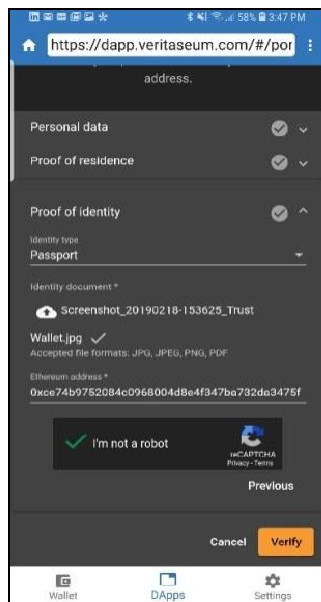 58% 3:47 PM
https://dapp.veritaseum.com/#/por
address.
Personal data
Proof of residence
Proof of identity
Identity type
Passport
Identity document *
Screenshot_20190218-153625_Trust
Wallet.jpg
Accepted file formats: JPG, JPEG, PNG, PDF
Ethereum address *
0xce74b9752084c0968004d8e4f347ba732da3475f
I'm not a robot
reCAPTCHA
Privacy - Terms
Previous
Cancel
Verify
Wallet
DApps
Settings